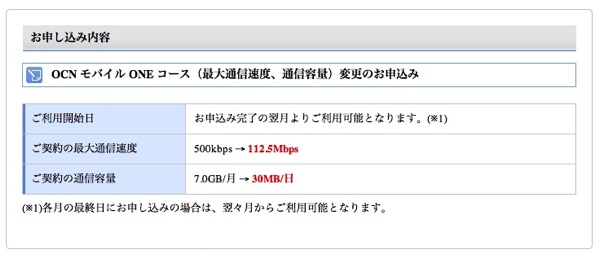 お申し込み内容
OCN モバイル ONE コース（最大通信速度、通信容量）変更のお申込み
ご利用開始日 お申込み完了の翌月よりご利用可能となります。(※1)
ご契約の最大通信速度 500kbps → 112.5Mbps
ご契約の通信容量 7.0GB/月 → 30MB/日
(※1)各月の最終日にお申し込みの場合は、翌々月からご利用可能となります。